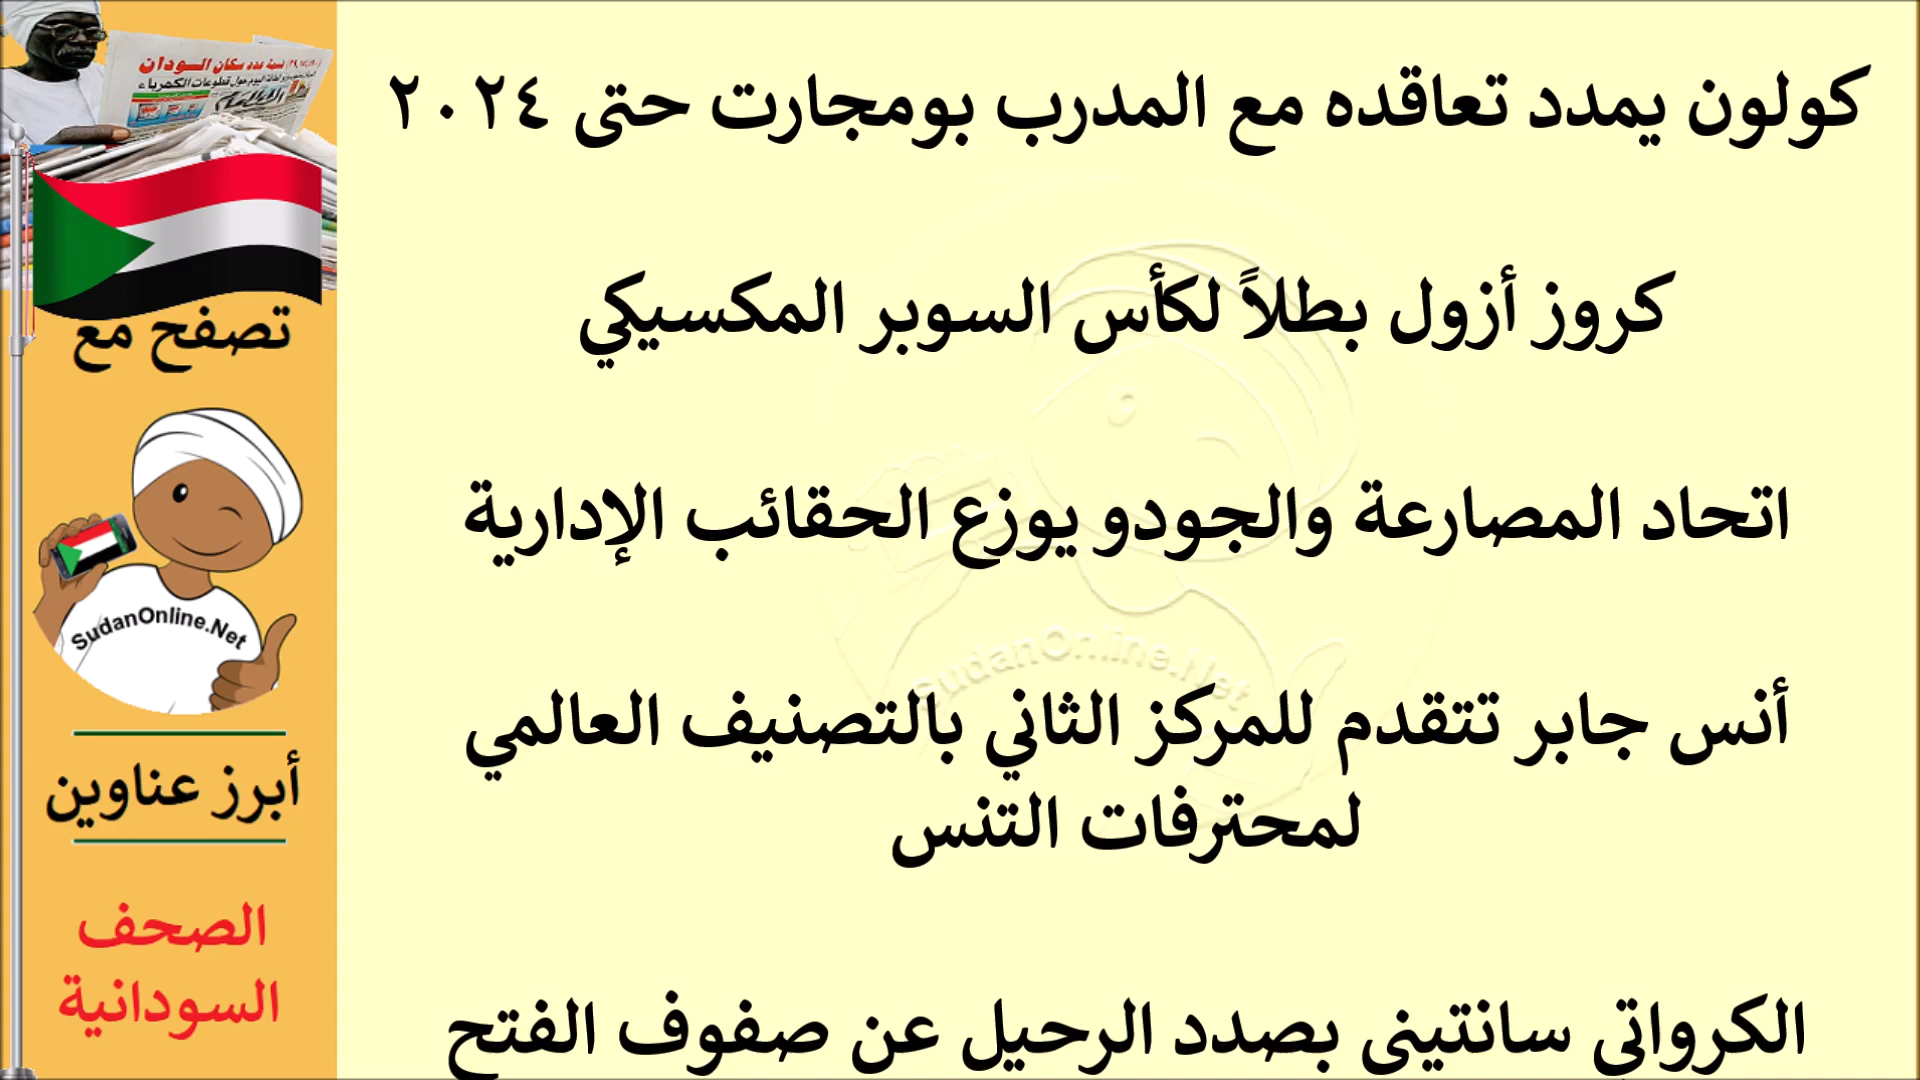 كولون يمدد تعاقده مع المدرب بومجارت حتى ٢٠٢٤
كروز أزول بطلاً لكأس السوبر المكسيكي
اتحاد المصارعة والجودو يوزع الحقائب الإدارية
أنس جابر تتقدم للمركز الثاني بالتصنيف العالمي
لمحترفات التنس
الكرواتي سانتيني بصدد الرحيل عن صفوف الفتح
تصفح مع
SudanOnline.Net
أبرز عناوين
الصحف
السودانية
SudanOnline.Net